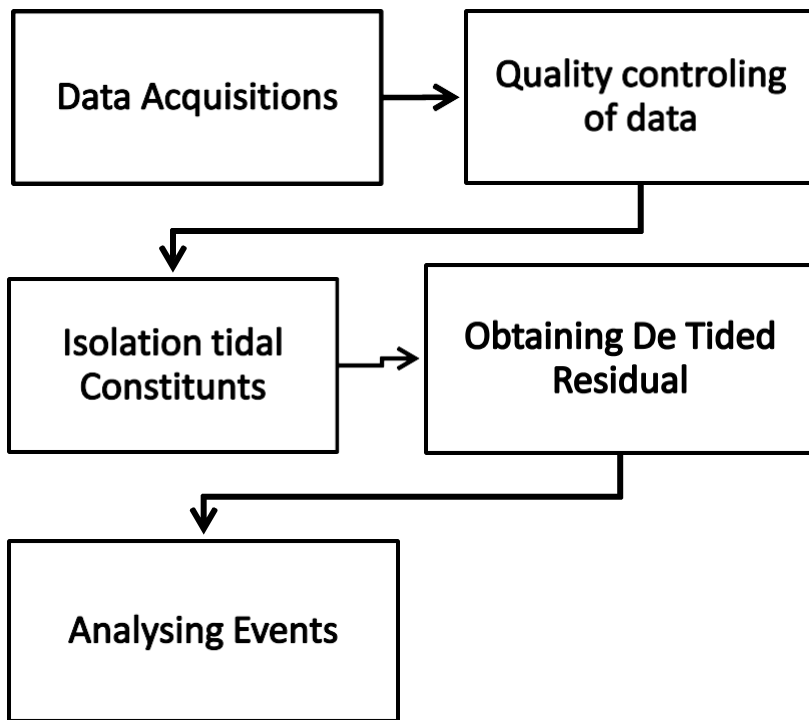 Data Acquisitions
Quality controling
of data
Isolation tidal
Constitunts
Obtaining De Tided
Residual
Analysing Events